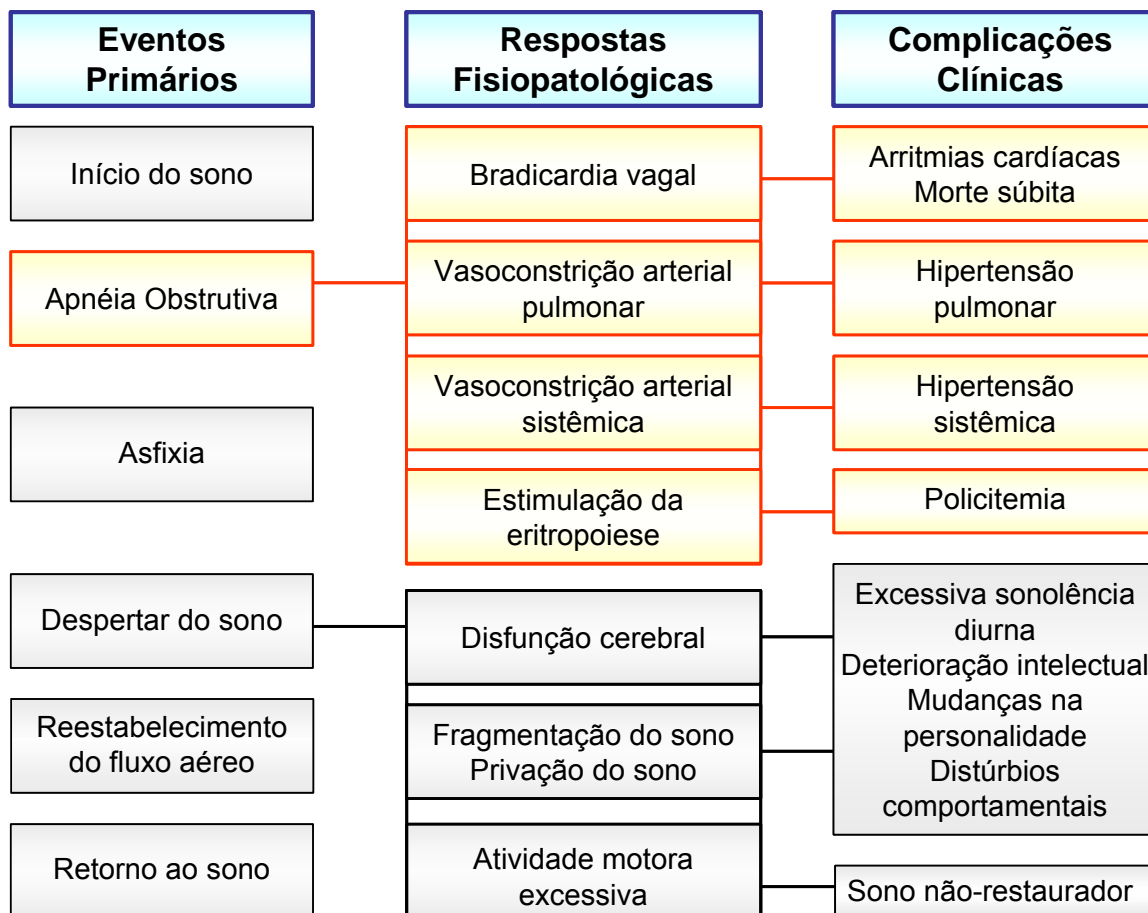 Eventos
Primários
Respostas
Fisiopatológicas
Complicações
Clínicas
Início do sono
Bradicardia vagal
Arritmias cardíacas
Morte súbita
Apnéia Obstrutiva
Vasoconstrição arterial
pulmonar
Hipertensão
pulmonar
Asfixia
Vasoconstrição arterial
sistêmica
Hipertensão
sistêmica
Estimulação da
eritropoiese
Policitemia
Despertar do sono
Disfunção cerebral
Excessiva sonolência
diurna
Deterioração intelectual
Mudanças na
personalidade
Distúrbios
comportamentais
Reestabelecimento
do fluxo aéreo
Fragmentação do sono
Privação do sono
Retorno ao sono
Atividade motora
excessiva
Sono não-restaurador